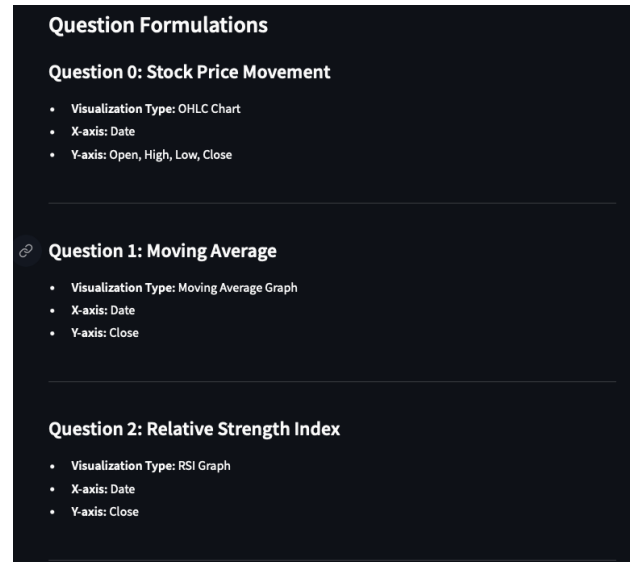 Question Formulations
Question 0: Stock Price Movement
• Visualization Type: OHLC Chart
• X-axis: Date
• Y-axis: Open, High, Low, Close
Question 1: Moving Average
• Visualization Type: Moving Average Graph
• X-axis: Date
• Y-axis: Close
Question 2: Relative Strength Index
• Visualization Type: RSI Graph
• X-axis: Date
• Y-axis: Close